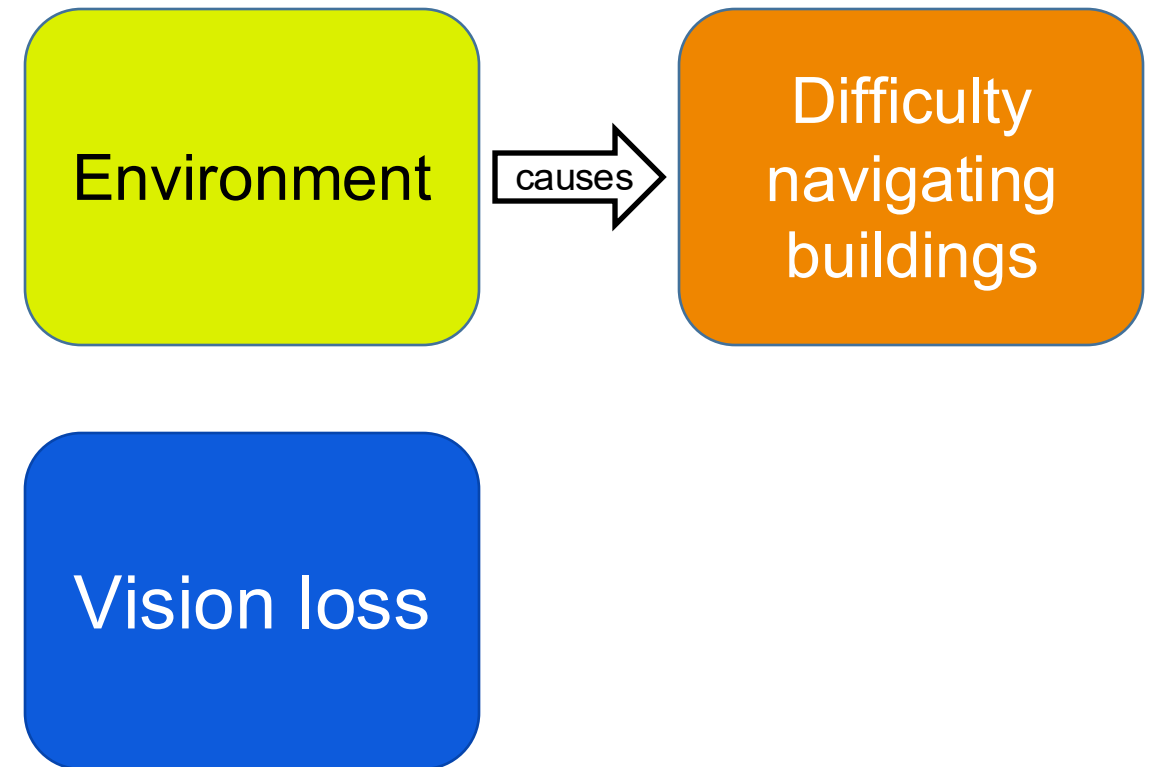 Environment
causes
Difficulty
navigating
buildings
Vision loss